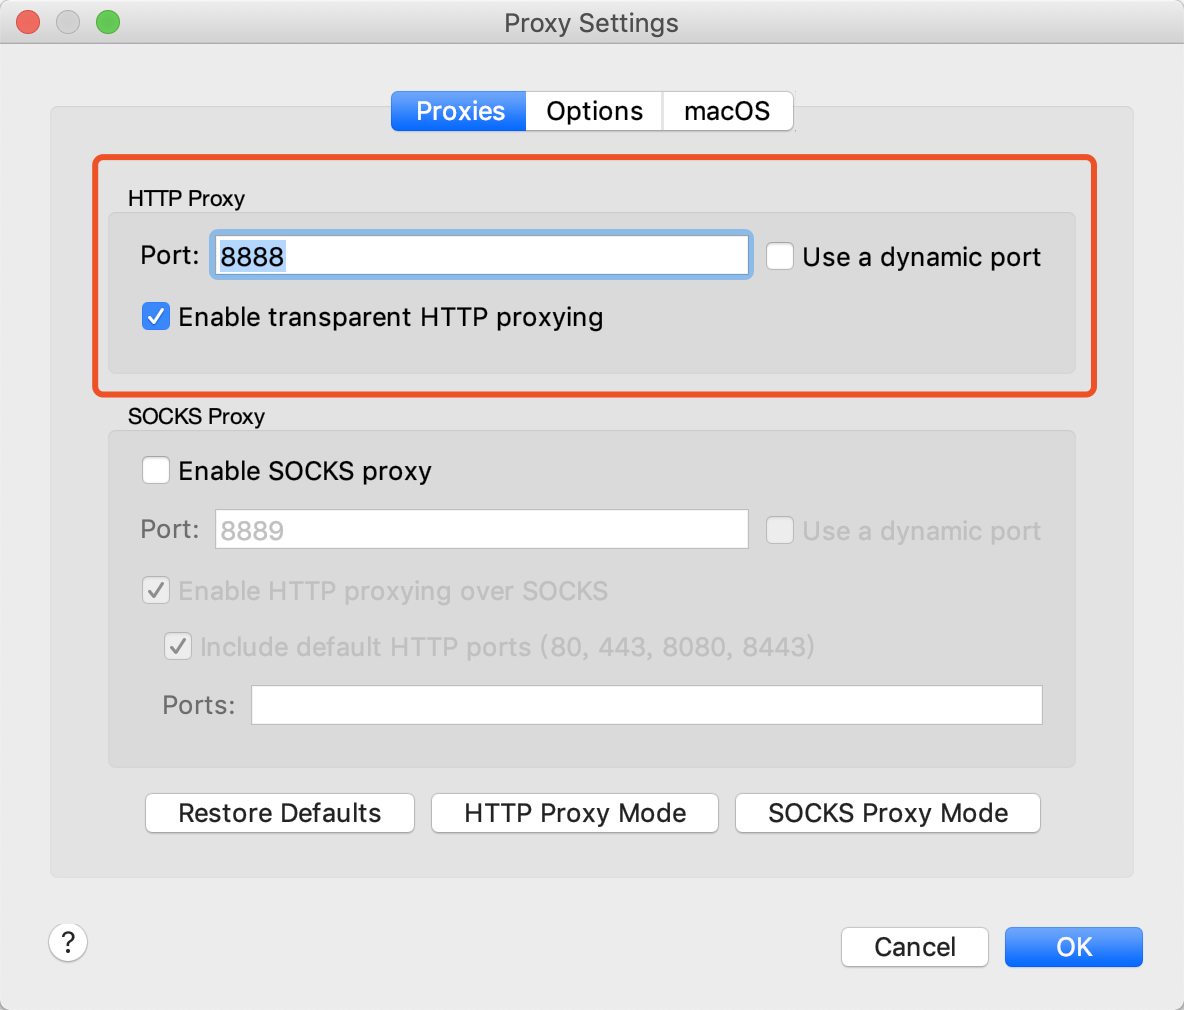 Proxy Settings
Proxies Options macOS
HTTP Proxy
Port: 8888 Use a dynamic port
Enable transparent HTTP proxying
SOCKS Proxy
Enable SOCKS proxy
Port: 8889 Use a dynamic port
Enable HTTP proxying over SOCKS
Include default HTTP ports (80, 443, 8080, 8443)
Ports:
Restore Defaults HTTP Proxy Mode SOCKS Proxy Mode
? Cancel OK